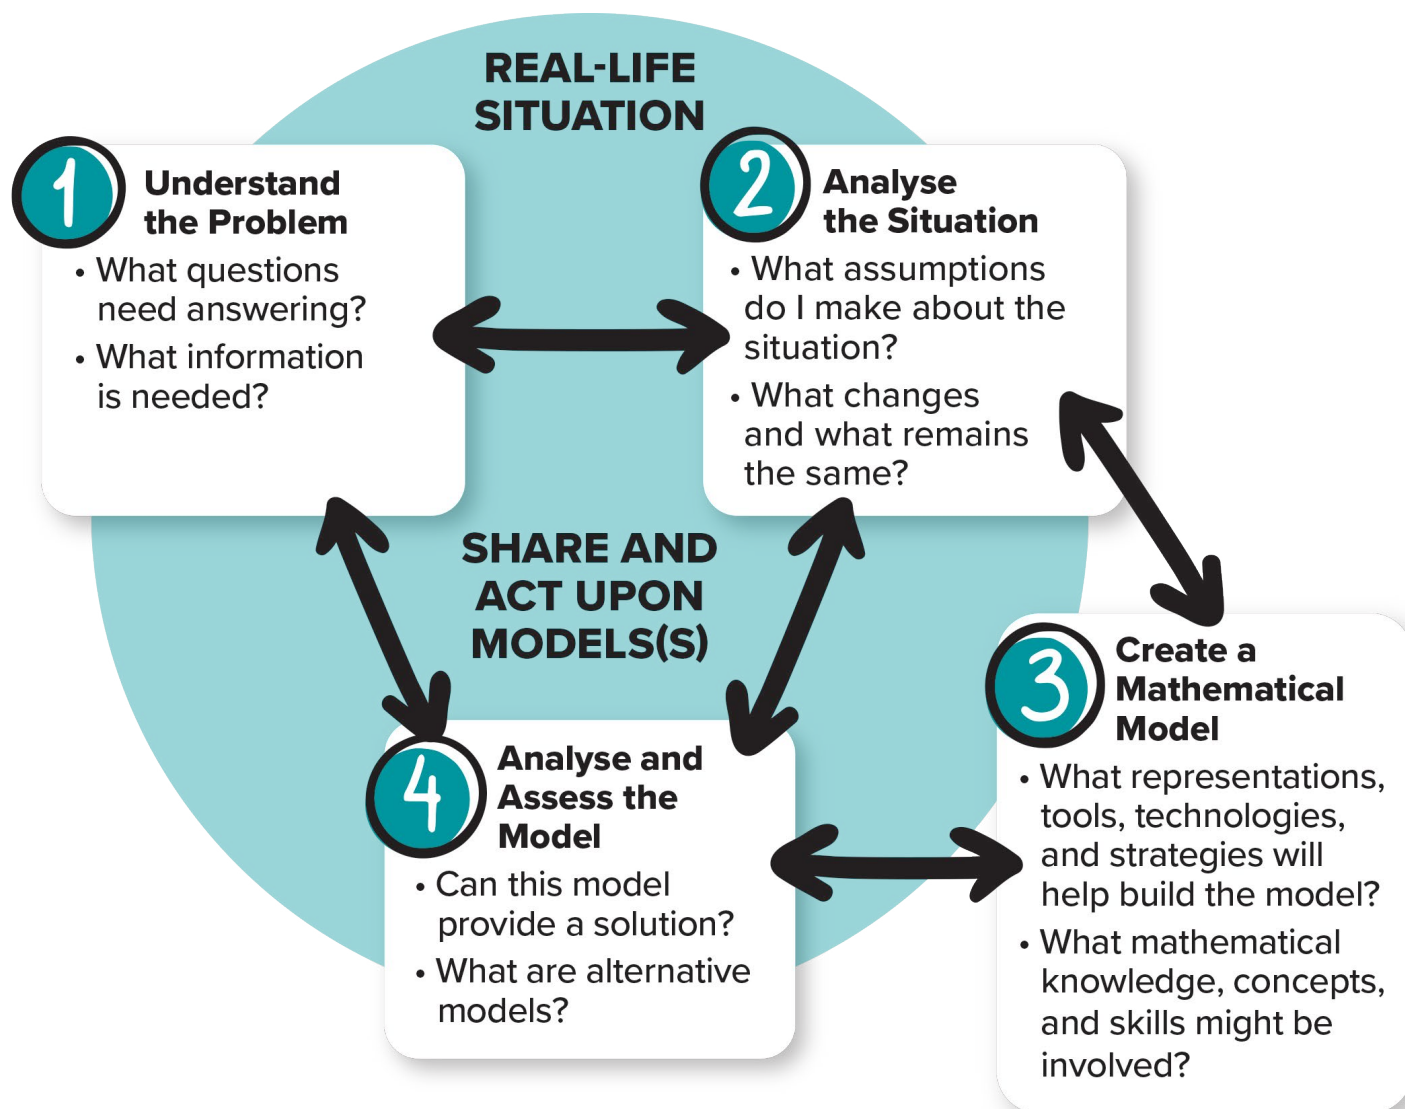 REAL-LIFE
SITUATION
1
Understand
the Problem
• What questions
need answering?
• What information
is needed?
2
Analyse
the Situation
• What assumptions
do I make about the
situation?
• What changes
and what remains
the same?
SHARE AND
ACT UPON
MODELS(S)
3
Create a
Mathematical
Model
• What representations,
tools, technologies,
and strategies will
help build the model?
• What mathematical
knowledge, concepts,
and skills might be
involved?
4
Analyse and
Assess the
Model
• Can this model
provide a solution?
• What are alternative
models?